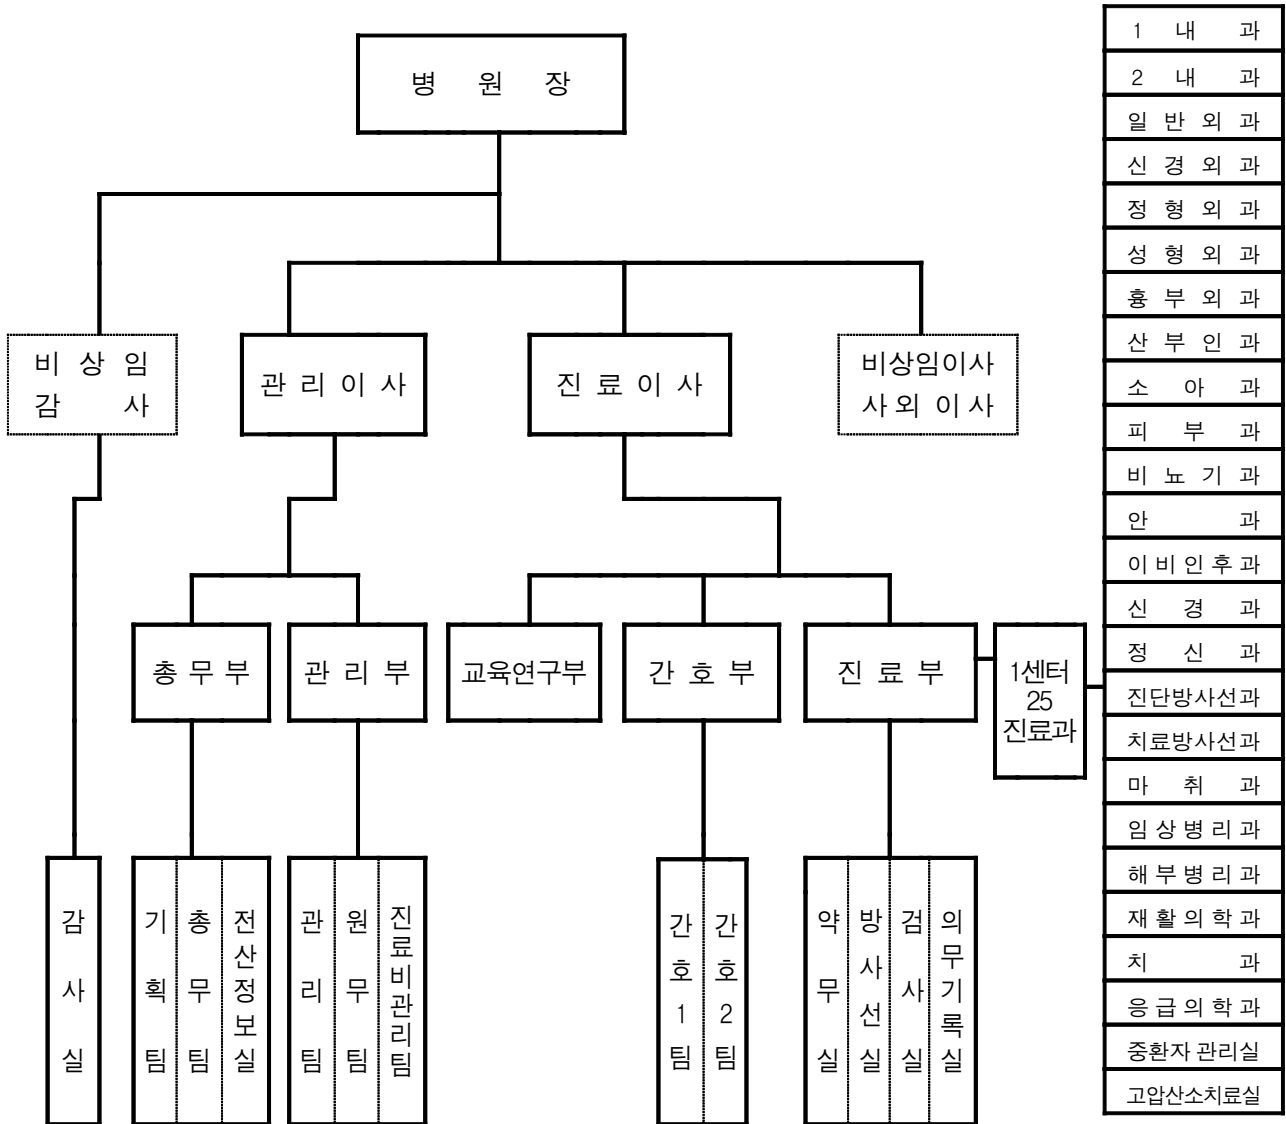 병 원 장
비 상 임
감 사
관 리 이 사
진 료 이 사
비상임이사
사 외 이 사
총 무 부
관 리 부
교육연구부
간 호 부
진 료 부
1센터
25
진료과
감사실
기획팀
총무팀
전산정보실
관리팀
원무팀
진료비관리팀
간호1팀
간호2팀
약무실
방사선실
검사실
의무기록실
1 내 과
2 내 과
일 반 외 과
신 경 외 과
정 형 외 과
성 형 외 과
흉 부 외 과
산 부 인 과
소 아 과
피 부 과
비 뇨 기 과
안 과
이 비 인 후 과
신 경 과
정 신 과
진단방사선과
치료방사선과
마 취 과
임 상 병 리 과
해 부 병 리 과
재 활 의 학 과
치 과
응 급 의 학 과
중환자 관리실
고압산소치료실